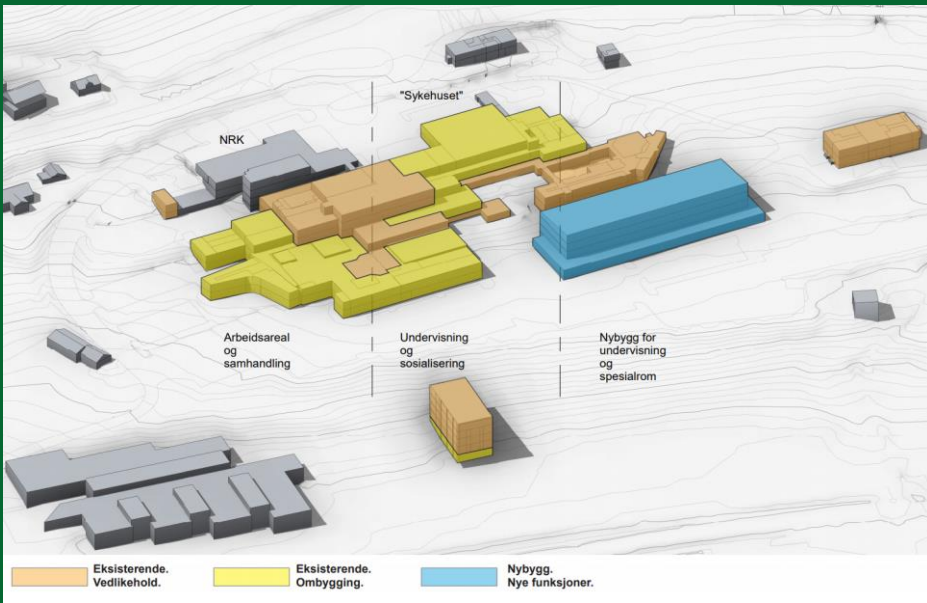 "Sykehuset"
NRK
Arbeidsareal
og
samhandling
Undervisning
og
sosialisering
Nybygg for
undervisning
og
spesialrom
Eksisterende.
Vedlikehold.
Eksisterende.
Ombygging.
Nybygg.
Nye funksjoner.